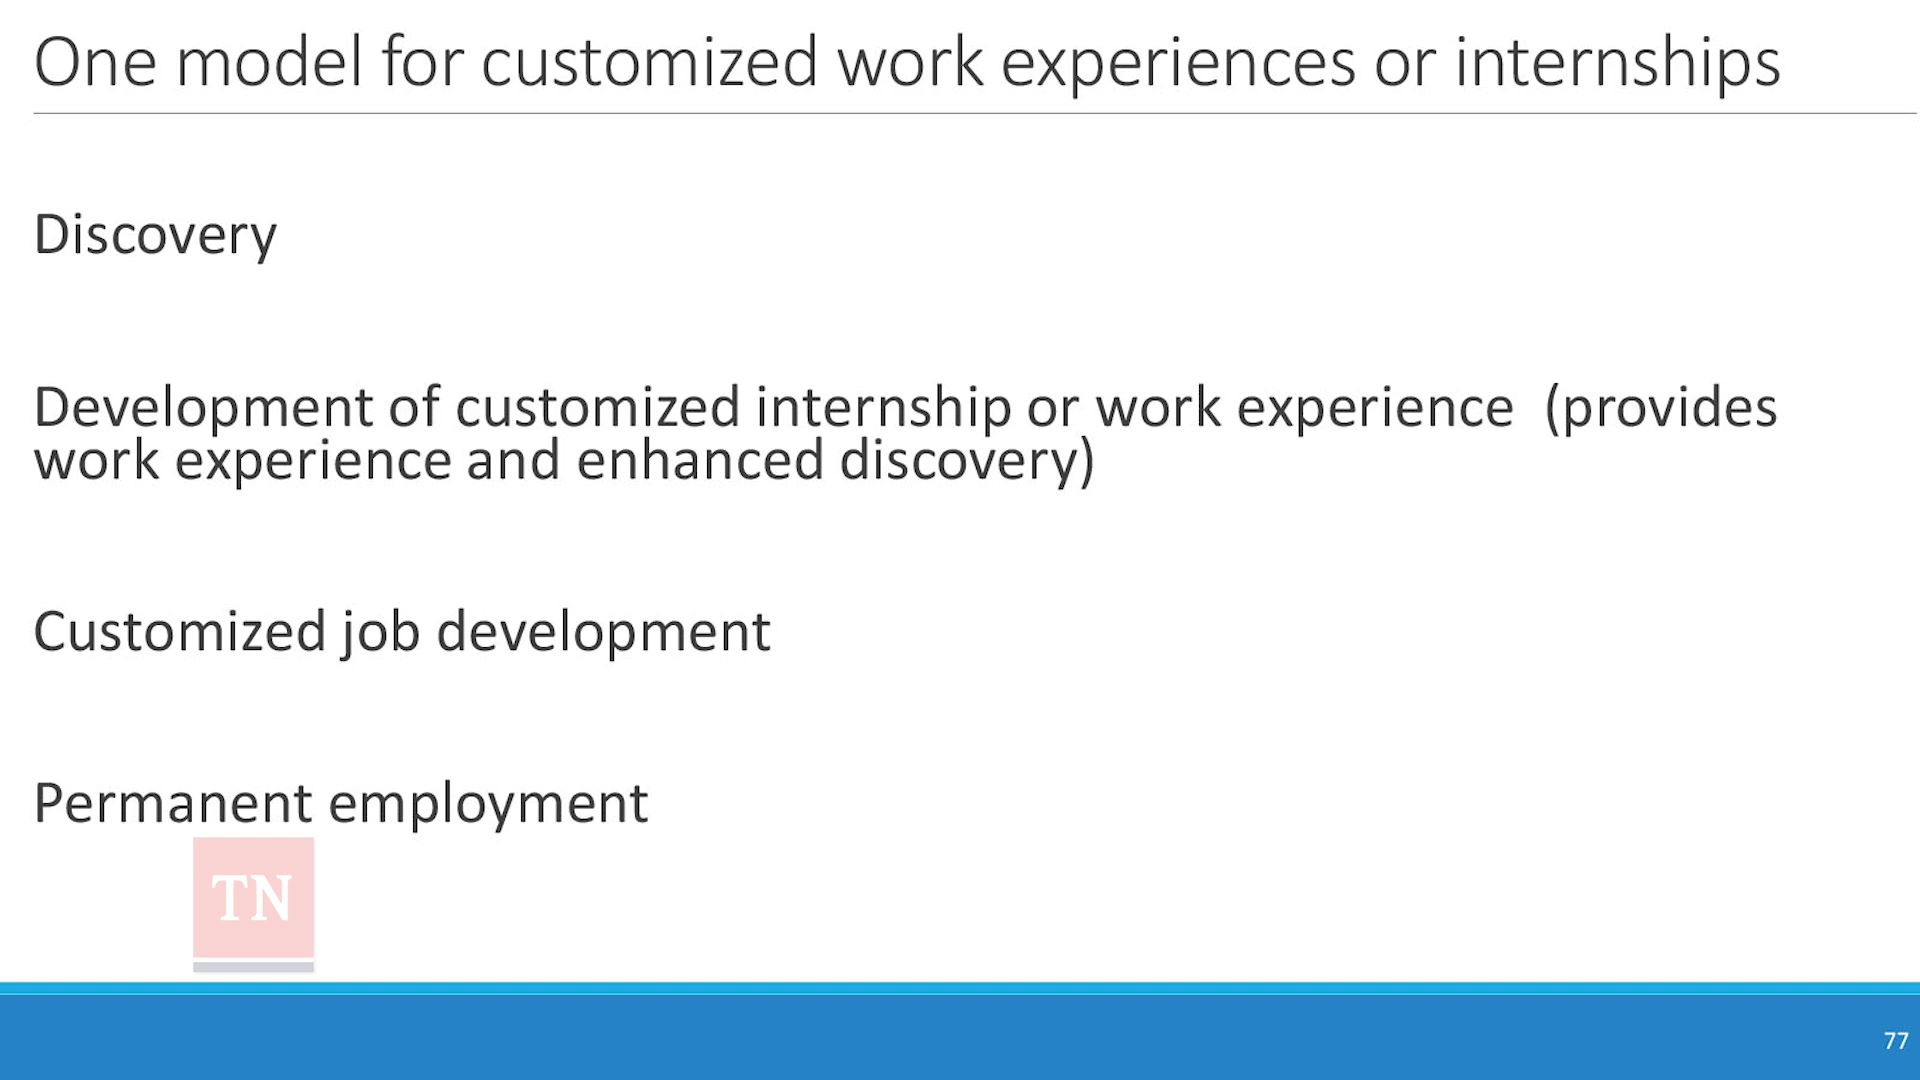 One model for customized work experiences or internships
Discovery
Development of customized internship or work experience  (provides
work experience and enhanced discovery)
Customized job development
Permanent employment
TN
77